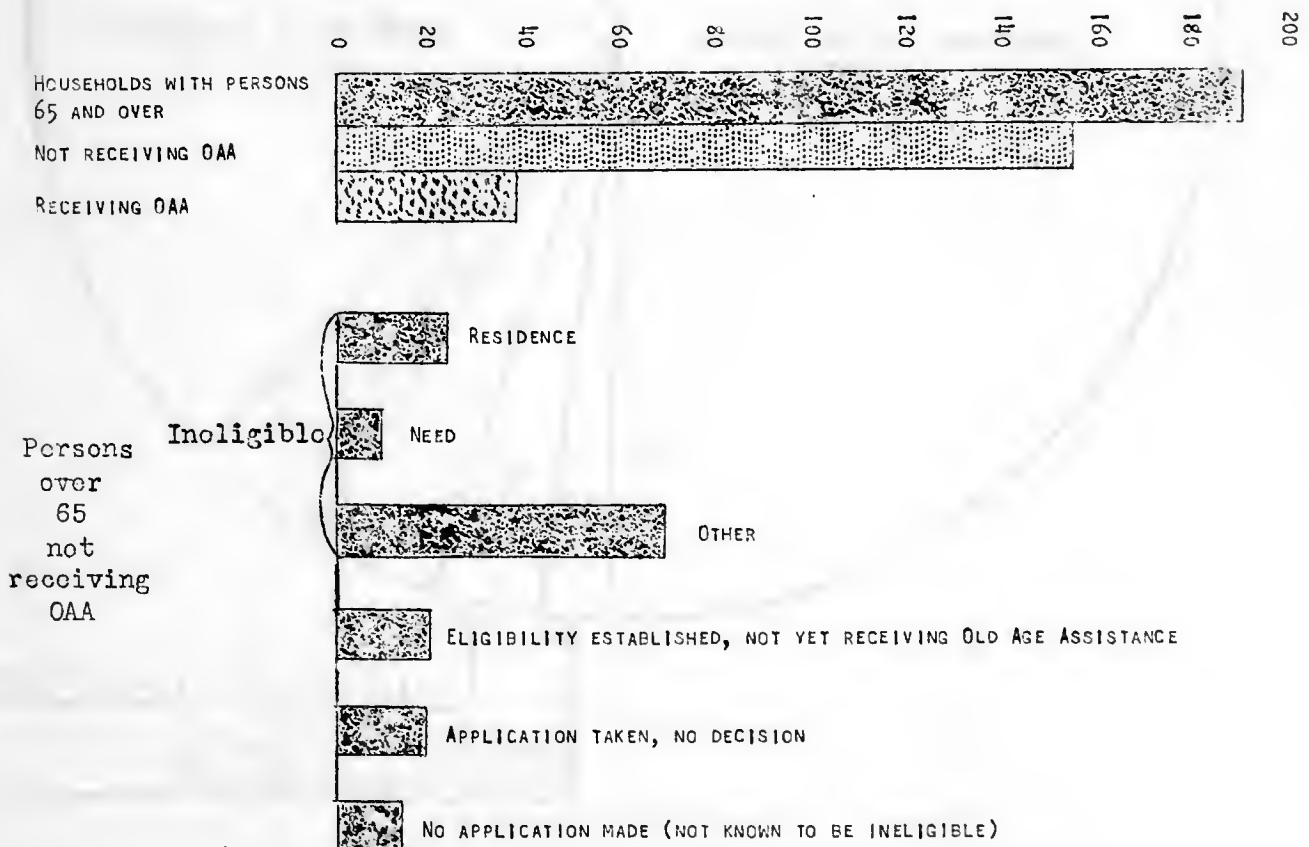 0 20 40 60 80 100 120 140 160 180 200
HOUSEHOLDS WITH PERSONS
65 AND OVER
NOT RECEIVING OAA
RECEIVING OAA
RESIDENCE
Ineligible
NEED
Persons
over
65
not
receiving
OAA
OTHER
ELIGIBILITY ESTABLISHED, NOT YET RECEIVING OLD AGE ASSISTANCE
APPLICATION TAKEN, NO DECISION
NO APPLICATION MADE (NOT KNOWN TO BE INELIGIBLE)